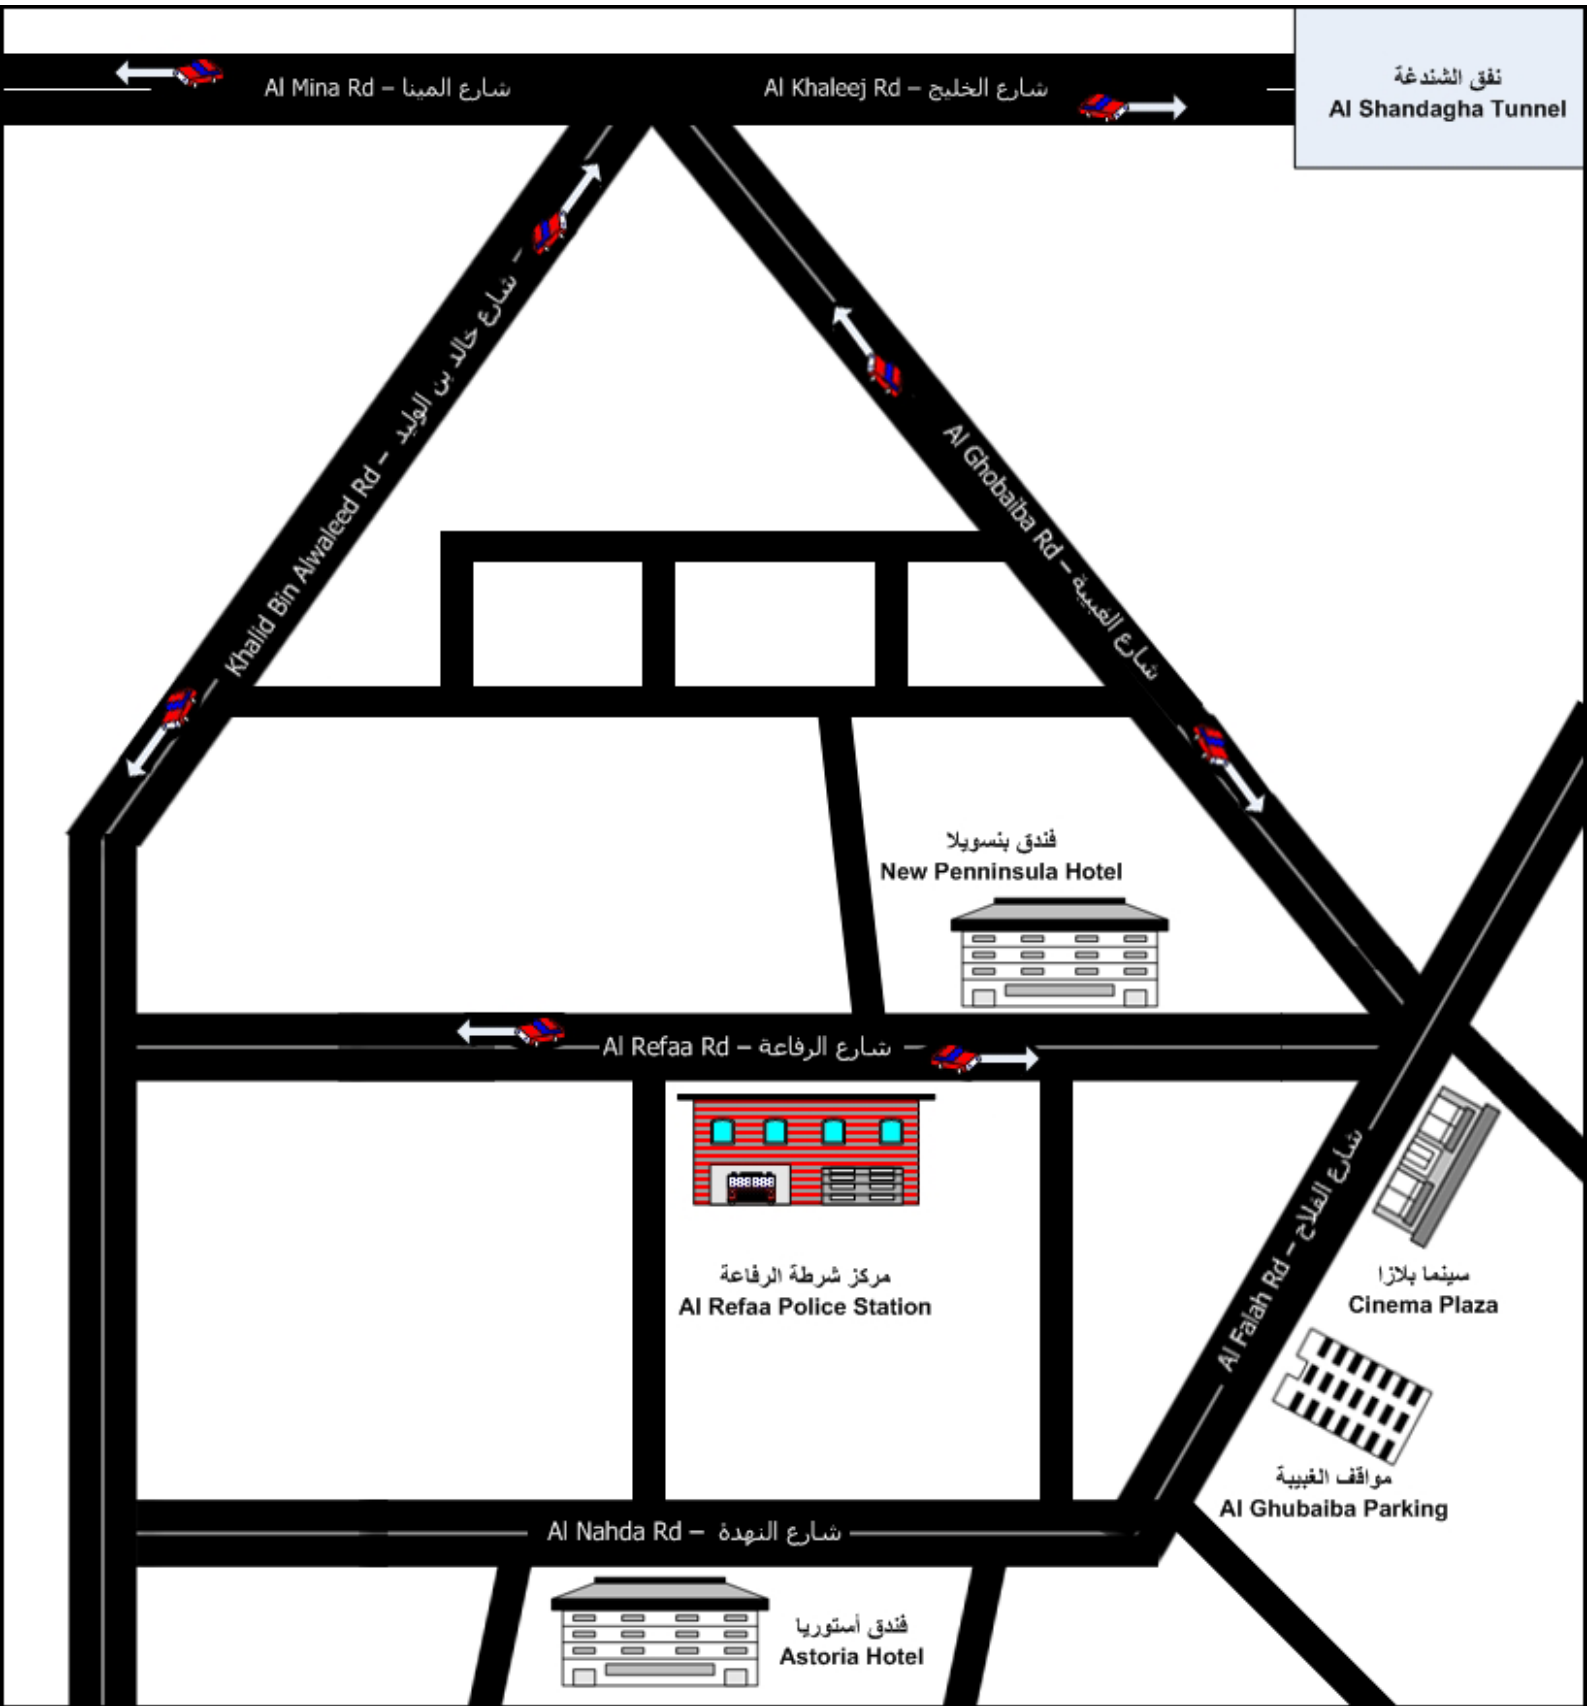 Al Mina Rd – شارع المينا
Al Khaleej Rd – شارع الخليج
نفق الشندغة
Al Shandagha Tunnel
Khalid Bin Alwaleed Rd – شارع خالد بن الوليد –
Al Ghobaiba Rd – شارع الغبيبة
فندق بنسويلا
New Penninsula Hotel
Al Refaa Rd – شارع الرفاعة
888 888
مركز شرطة الرفاعة
Al Refaa Police Station
Al Falah Rd – شارع الفلاح
سينما بلازا
Cinema Plaza
مواقف الغبيبة
Al Ghubaiba Parking
Al Nahda Rd – شارع النهدة
فندق أستوريا
Astoria Hotel